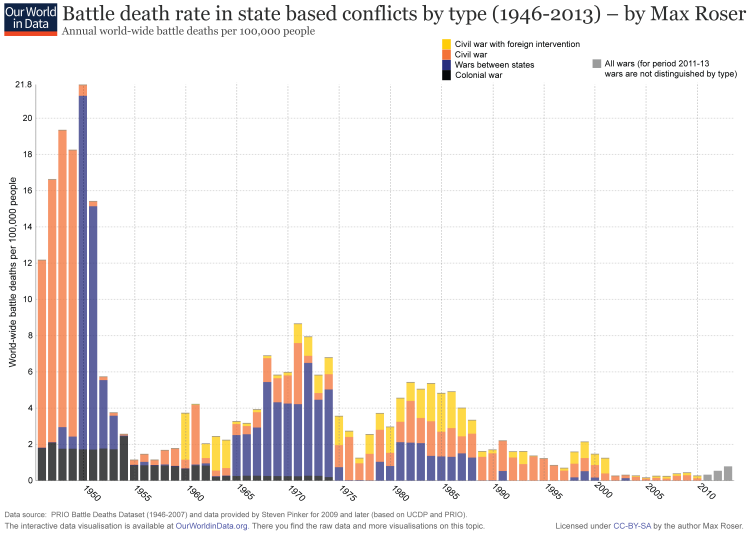 Our World
in Data
Battle death rate in state based conflicts by type (1946-2013) – by Max Roser
Annual world-wide battle deaths per 100,000 people
Civil war with foreign intervention
Civil war
Wars between states
Colonial war
All wars (for period 2011-13
wars are not distinguished by type)
World-wide battle deaths per 100,000 people
21.8
20
18
16
14
12
10
8
6
4
2
0
1950
1955
1960
1965
1970
1975
1980
1985
1990
1995
2000
2005
2010
Data source: PRIO Battle Deaths Dataset (1946-2007) and data provided by Steven Pinker for 2009 and later (based on UCDP and PRIO).
The interactive data visualisation is available at OurWorldinData.org. There you find the raw data and more visualisations on this topic.
Licensed under CC-BY-SA by the author Max Roser.